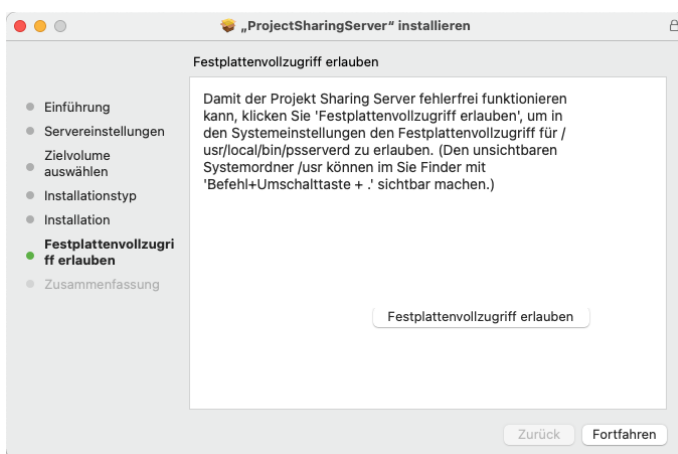 „ProjectSharingServer“ installieren
Festplattenvollzugriff erlauben
Einführung
Servereinstellungen
Zielvolume
auswählen
Installationstyp
Installation
Festplattenvollzugri
ff erlauben
Zusammenfassung
Damit der Projekt Sharing Server fehlerfrei funktionieren
kann, klicken Sie 'Festplattenvollzugriff erlauben', um in
den Systemeinstellungen den Festplattenvollzugriff für /
usr/local/bin/psserverd zu erlauben. (Den unsichtbaren
Systemordner /usr können im Sie Finder mit
'Befehl+Umschalttaste + .' sichtbar machen.)
Festplattenvollzugriff erlauben
Zurück
Fortfahren